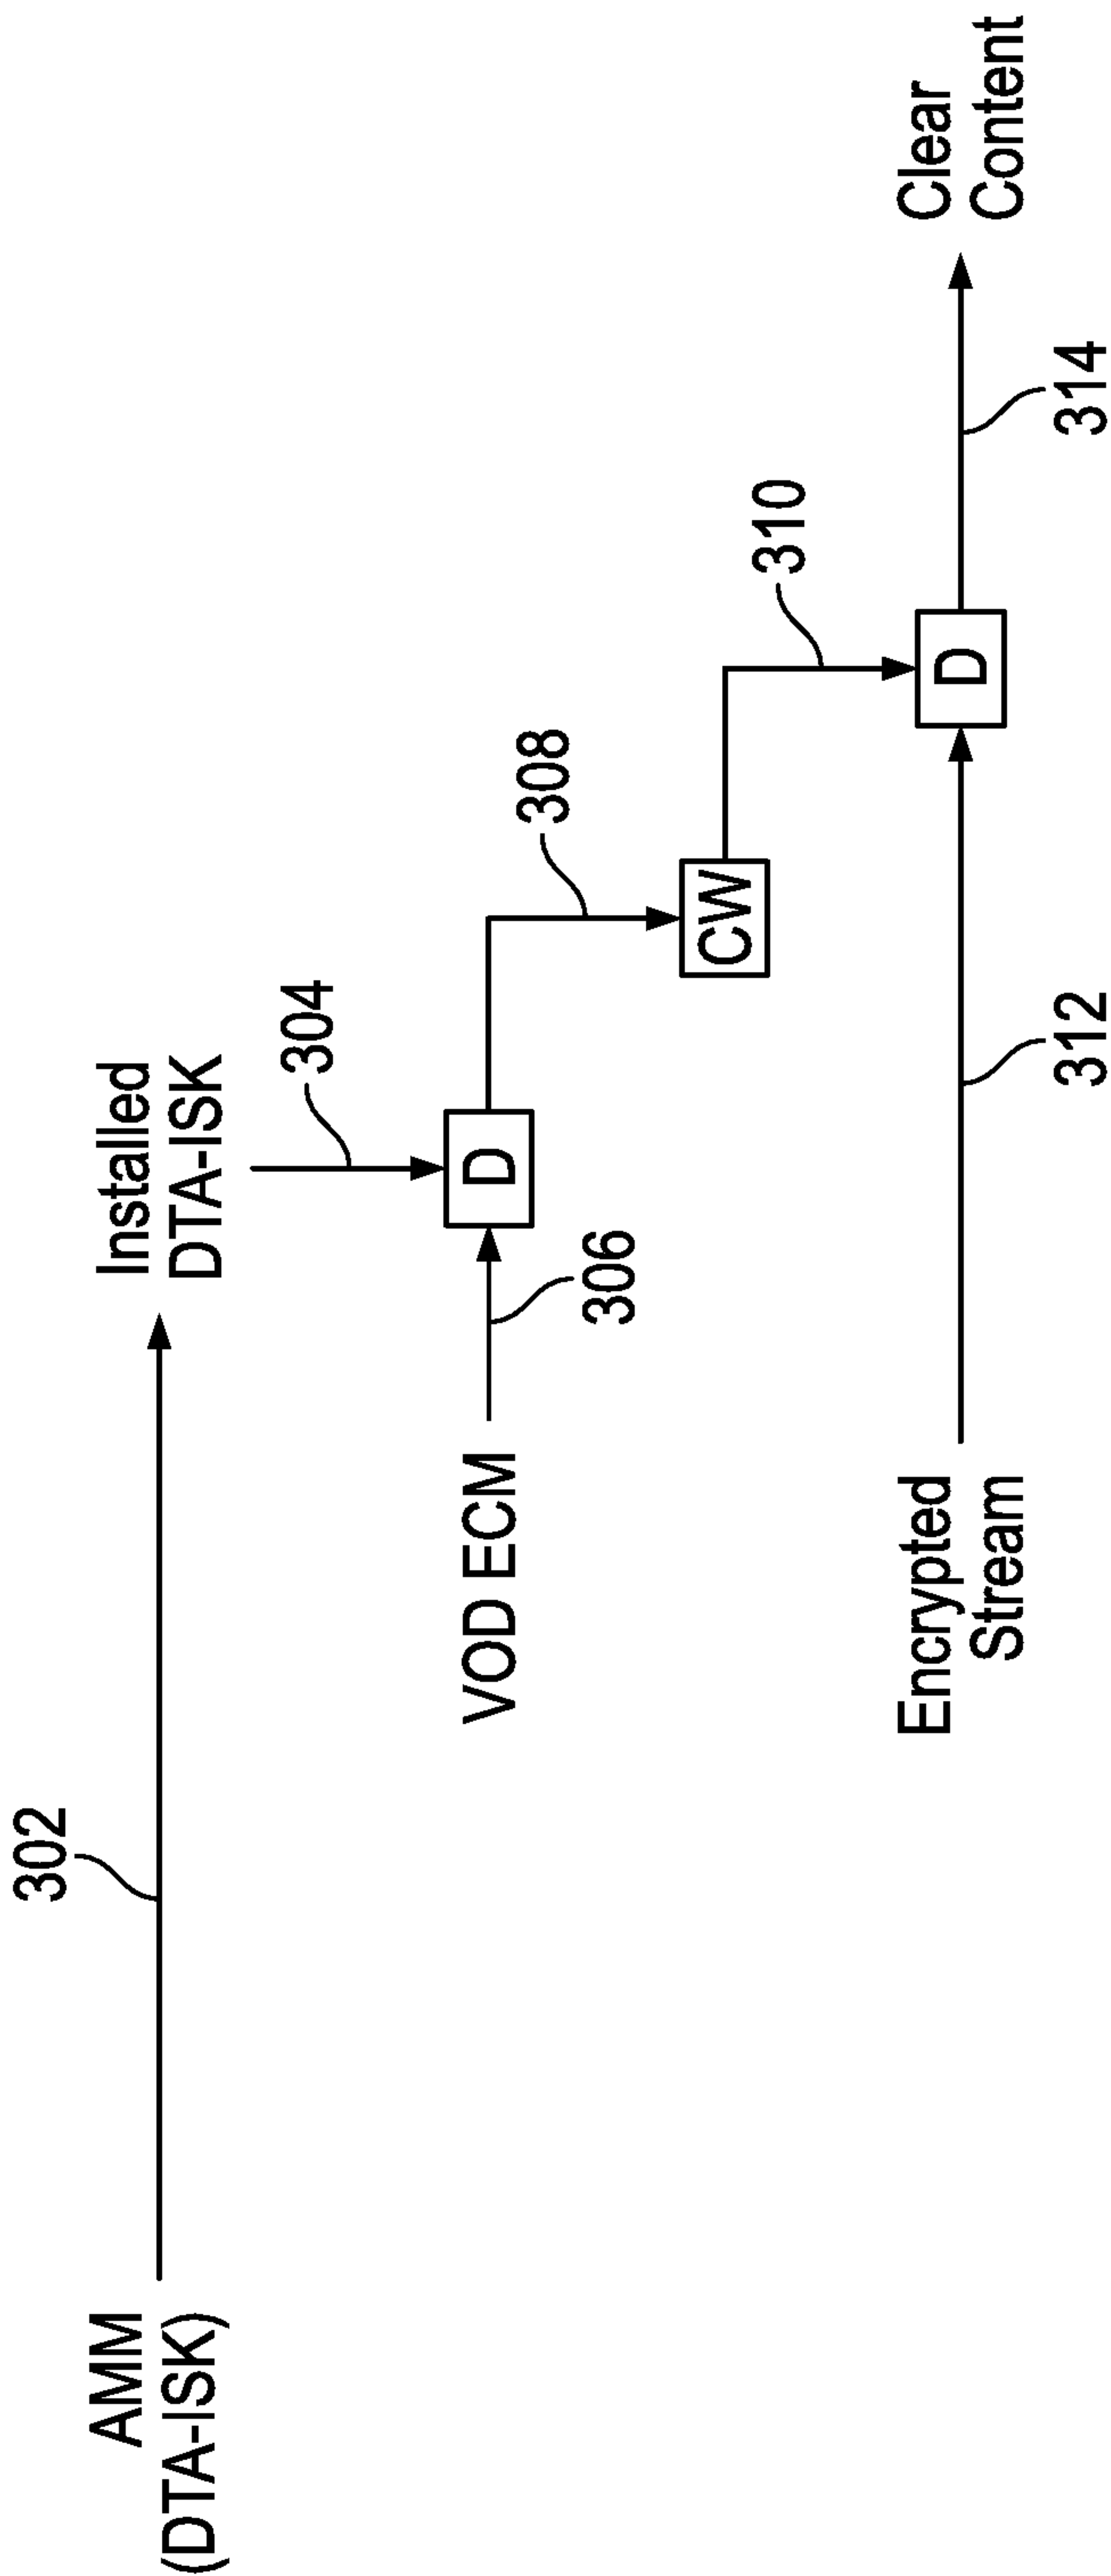 302
AMM
(DTA-ISK)
Installed
DTA-ISK
304
VOD ECM
306
D
308
CW
310
Encrypted
Stream
312
D
314
Clear
Content